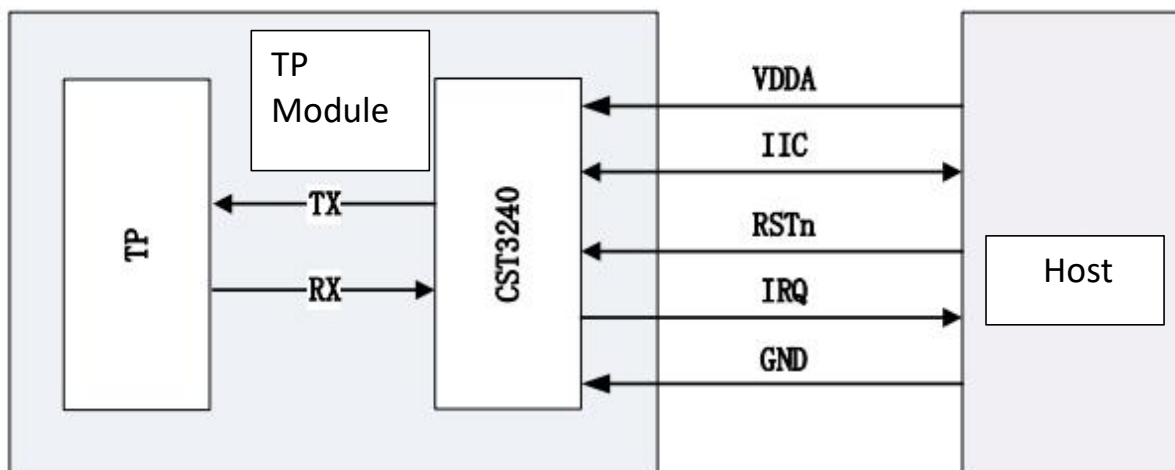 TP
Module
TP
TX
RX
CST3240
VDDA
IIC
RSTn
IRQ
GND
Host